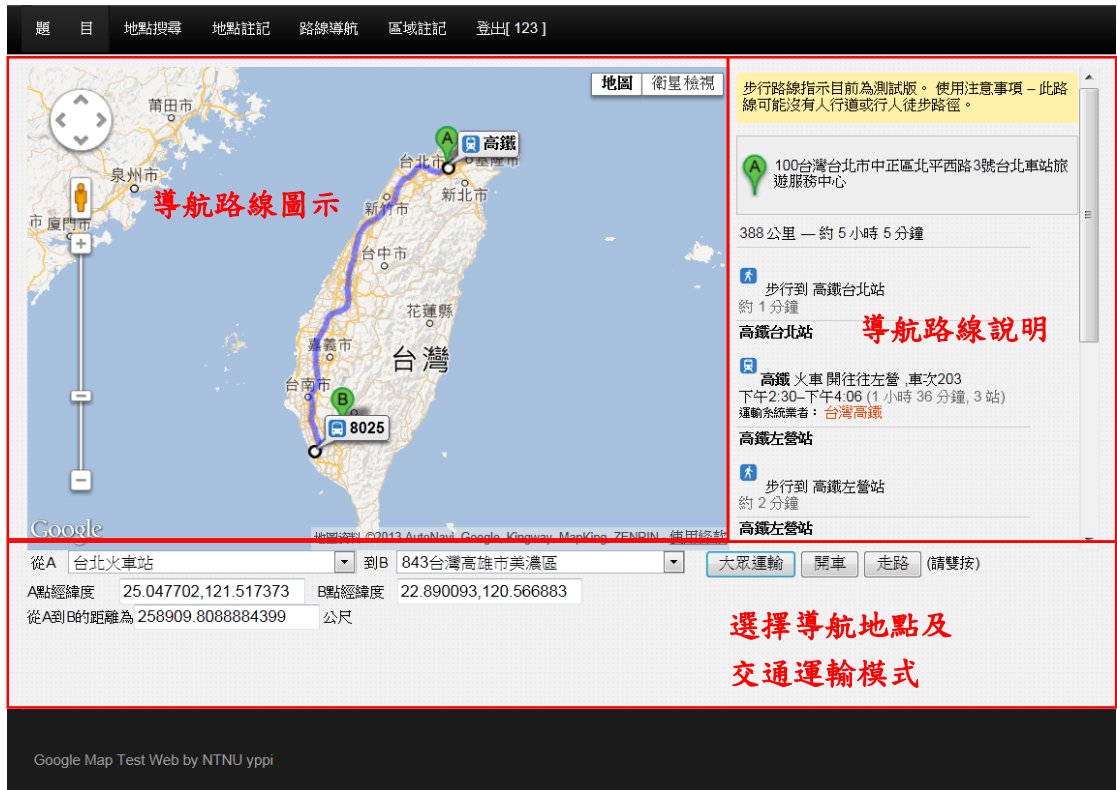 題 目 地點搜尋 地點註記 路線導航 區域註記 登出[ 123 ]
地圖 衛星檢視
莆田市
高鐵
A
台北市
基隆市
泉州市
新北市
導航路線圖示
新竹市
市 廈門市
台中市
花蓮縣
嘉義市
台灣
台南市
B
8025
Google
地圖資料 ©2013 AutoNavi, Google, Kingway, MapKing, ZENRIN - 使用條款
步行路線指示目前為測試版。 使用注意事項 – 此路
線可能沒有人行道或行人徒步路徑。
A 100台灣台北市中正區北平西路3號台北車站旅
遊服務中心
388 公里 — 約 5 小時 5 分鐘
步行到 高鐵台北站
約 1 分鐘
高鐵台北站
導航路線說明
高鐵 火車 開往往左營 ,車次203
下午2:30–下午4:06 (1 小時 36 分鐘, 3 站)
運輸系統業者： 台灣高鐵
高鐵左營站
步行到 高鐵左營站
約 2 分鐘
高鐵左營站
從A 台北火車站 到B 843台灣高雄市美濃區 大眾運輸 開車 走路 (請雙按)
A點經緯度 25.047702,121.517373 B點經緯度 22.890093,120.566883
從A到B的距離為 258909.8088884399 公尺
選擇導航地點及
交通運輸模式
Google Map Test Web by NTNU yppi